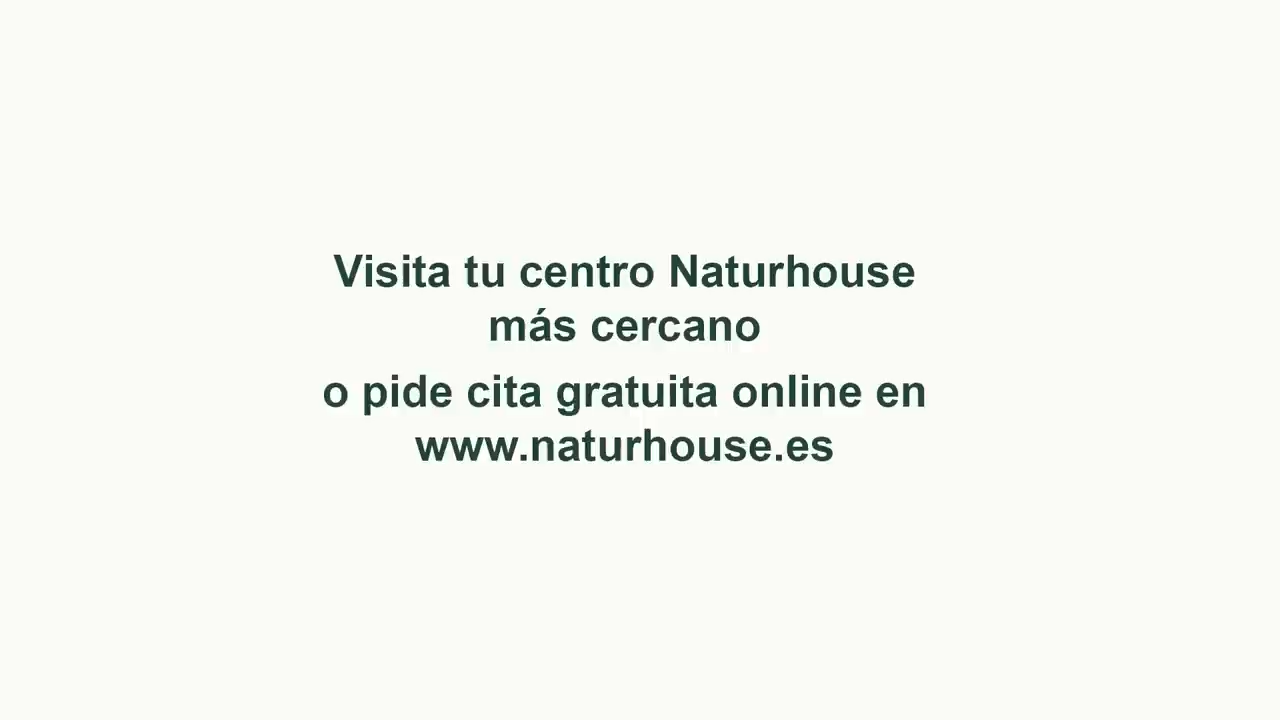 Visita tu centro Naturhouse
más cercano
o pide cita gratuita online en
www.naturhouse.es